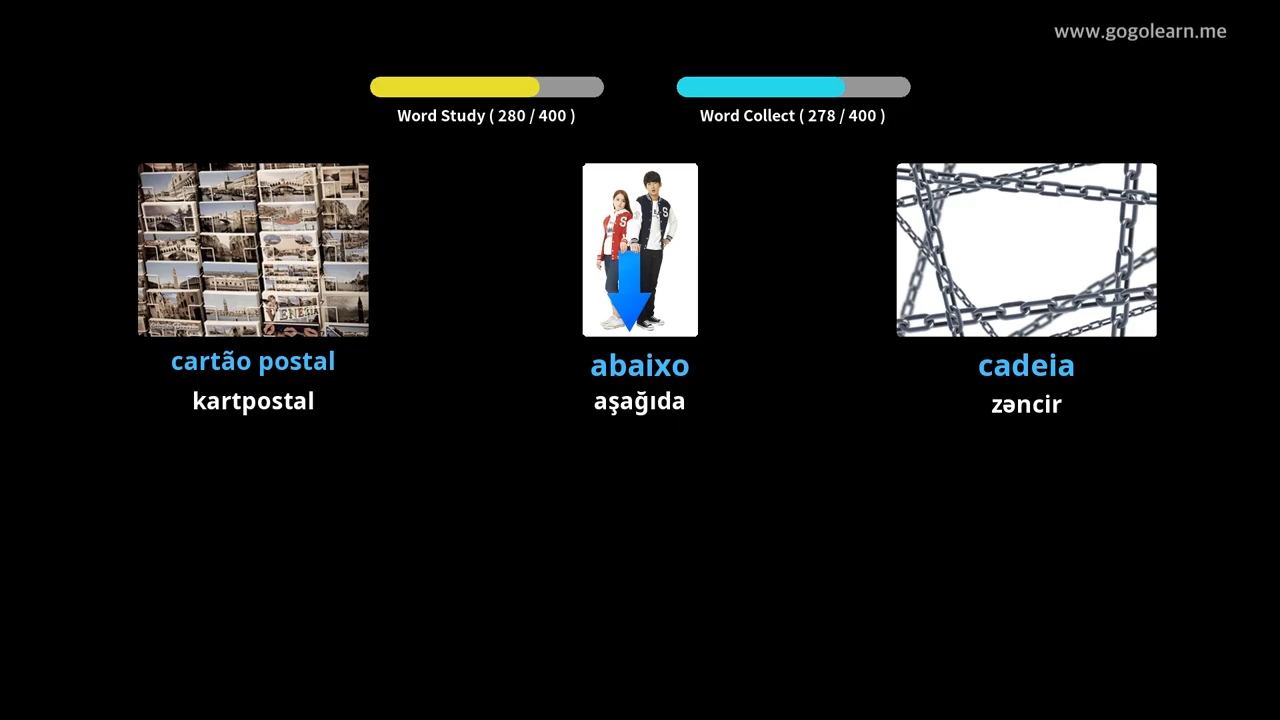 www.gogolearn.me
Word Study ( 280 / 400 )
Word Collect ( 278 / 400 )
cartão postal
kartpostal
abaixo
aşağıda
cadeia
zəncir